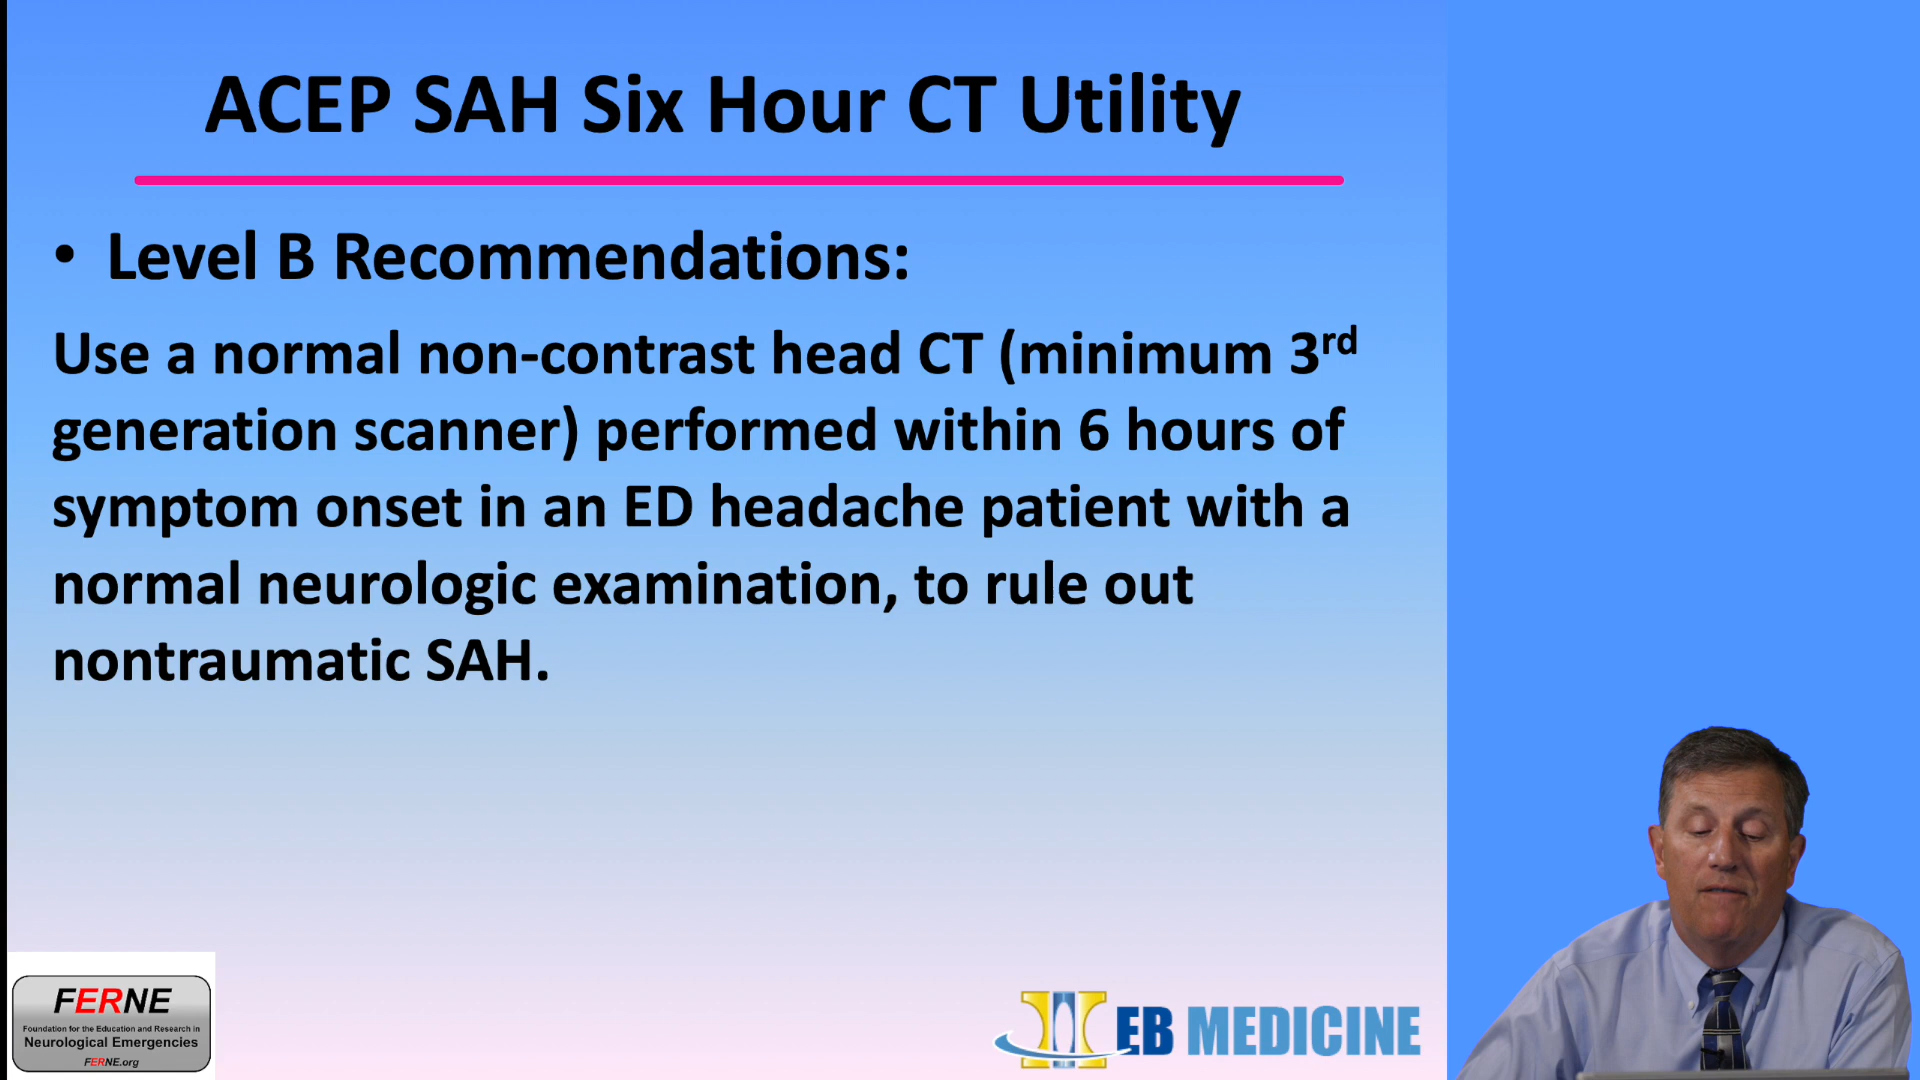 ACEP SAH Six Hour CT Utility
• Level B Recommendations:
Use a normal non-contrast head CT (minimum 3rd
generation scanner) performed within 6 hours of
symptom onset in an ED headache patient with a
normal neurologic examination, to rule out
nontraumatic SAH.
FERNE
Foundation for the Education and Research in
Neurological Emergencies
FERNE.org
EB MEDICINE